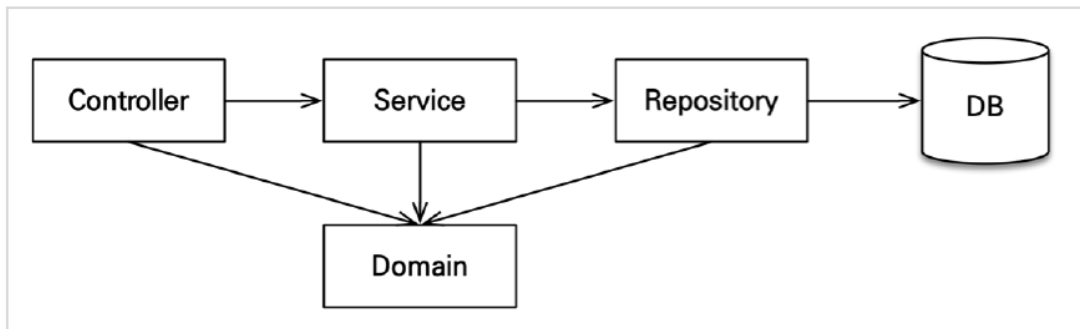 Controller
Service
Repository
DB
Domain